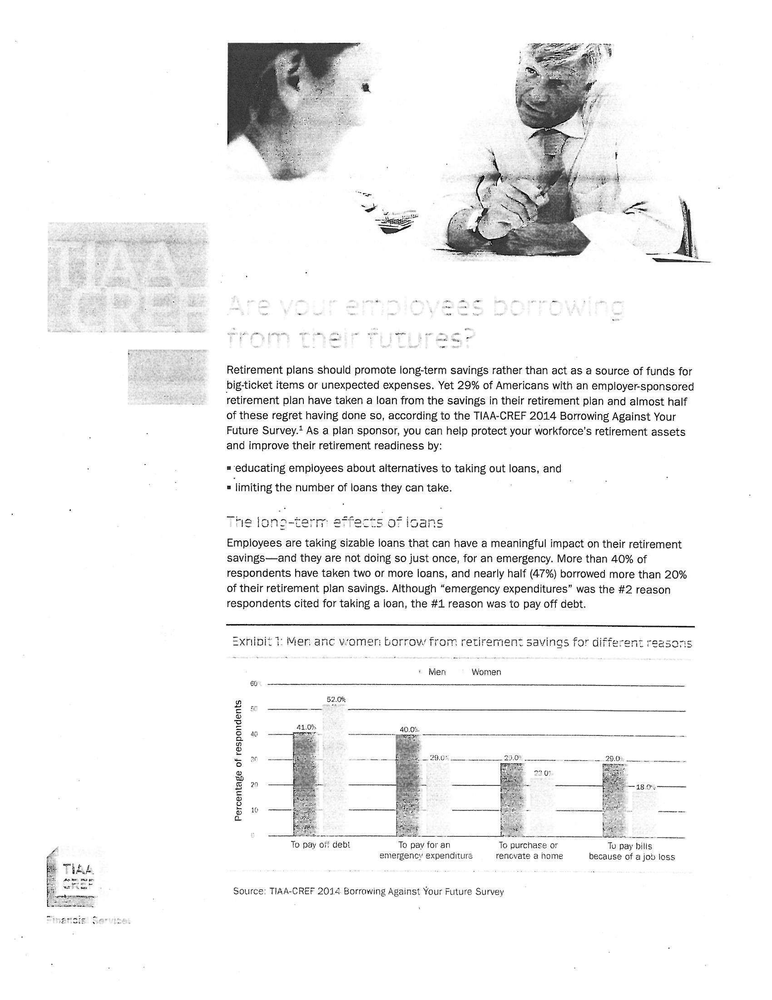 TIAA
CREF
Are your employees borrowing
from their futures?
Retirement plans should promote long-term savings rather than act as a source of funds for
big-ticket items or unexpected expenses. Yet 29% of Americans with an employer-sponsored
retirement plan have taken a loan from the savings in their retirement plan and almost half
of these regret having done so, according to the TIAA-CREF 2014 Borrowing Against Your
Future Survey.¹ As a plan sponsor, you can help protect your workforce's retirement assets
and improve their retirement readiness by:
▪ educating employees about alternatives to taking out loans, and
▪ limiting the number of loans they can take.
The long-term effects of loans
Employees are taking sizable loans that can have a meaningful impact on their retirement
savings—and they are not doing so just once, for an emergency. More than 40% of
respondents have taken two or more loans, and nearly half (47%) borrowed more than 20%
of their retirement plan savings. Although “emergency expenditures” was the #2 reason
respondents cited for taking a loan, the #1 reason was to pay off debt.
Exhibit 1: Men and women borrow from retirement savings for different reasons
Men Women
Percentage of respondents
60
50
40
30
20
10
0
41.0% 52.0%
40.0% 29.0%
29.0% 23.0%
29.0 18.0%
To pay off debt
To pay for an
emergency expenditure
To purchase or
renovate a home
To pay bills
because of a job loss
Source: TIAA-CREF 2014 Borrowing Against Your Future Survey
TIAA
CREF
Financial Services